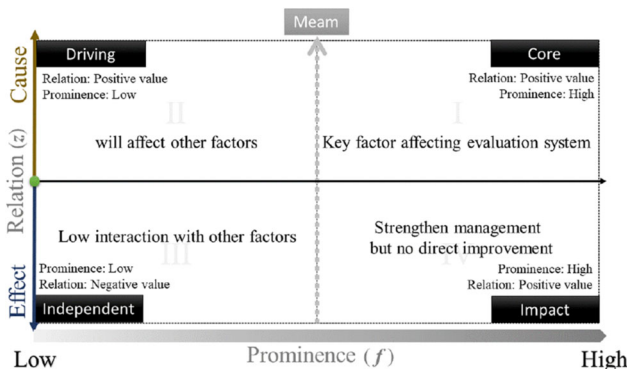 Meam
Driving
Core
Relation: Positive value
Prominence: Low
Relation: Positive value
Prominence: High
II
I
will affect other factors
Key factor affecting evaluation system
Cause
Relation (z)
Effect
Low interaction with other factors
Strengthen management
but no direct improvement
III
IV
Prominence: Low
Relation: Negative value
Prominence: High
Relation: Positive value
Independent
Impact
Low
Prominence (f)
High